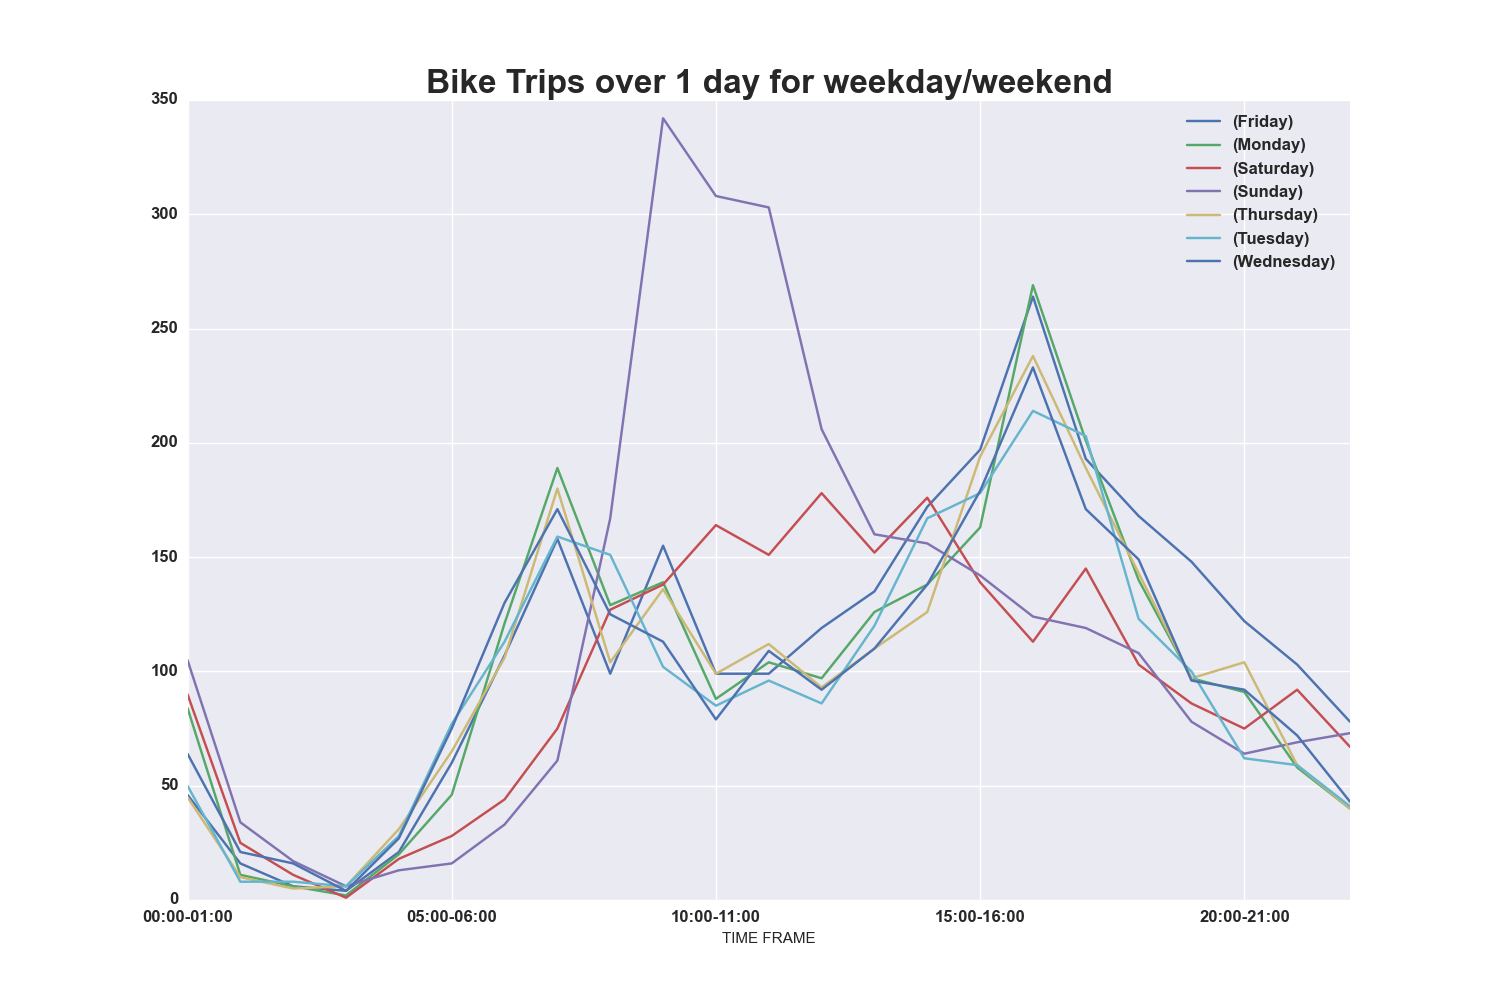 Bike Trips over 1 day for weekday/weekend
350
300
250
200
150
100
50
0
(Friday)
(Monday)
(Saturday)
(Sunday)
(Thursday)
(Tuesday)
(Wednesday)
00:00-01:00 05:00-06:00 10:00-11:00 15:00-16:00 20:00-21:00
TIME FRAME